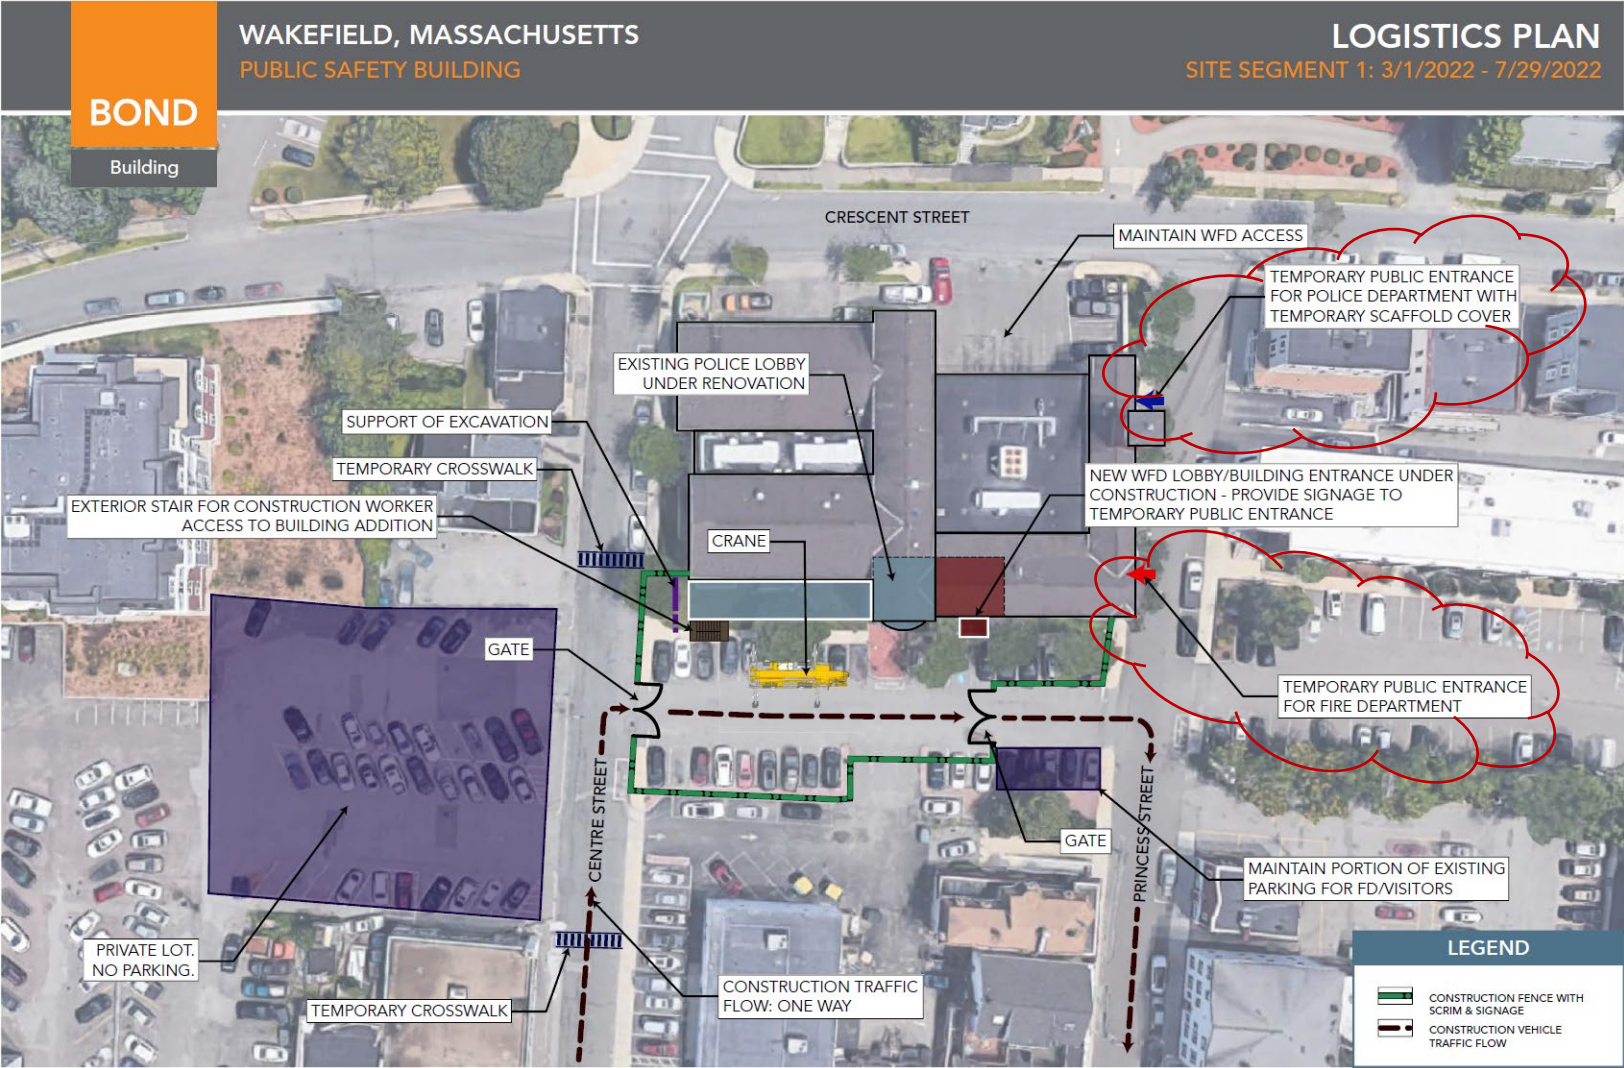 WAKEFIELD, MASSACHUSETTS
PUBLIC SAFETY BUILDING
LOGISTICS PLAN
SITE SEGMENT 1: 3/1/2022 - 7/29/2022
BOND
Building
CRESCENT STREET
MAINTAIN WFD ACCESS
TEMPORARY PUBLIC ENTRANCE
FOR POLICE DEPARTMENT WITH
TEMPORARY SCAFFOLD COVER
EXISTING POLICE LOBBY
UNDER RENOVATION
SUPPORT OF EXCAVATION
TEMPORARY CROSSWALK
EXTERIOR STAIR FOR CONSTRUCTION WORKER
ACCESS TO BUILDING ADDITION
NEW WFD LOBBY/BUILDING ENTRANCE UNDER
CONSTRUCTION - PROVIDE SIGNAGE TO
TEMPORARY PUBLIC ENTRANCE
CRANE
GATE
TEMPORARY PUBLIC ENTRANCE
FOR FIRE DEPARTMENT
CENTRE STREET
PRINCESS STREET
GATE
MAINTAIN PORTION OF EXISTING
PARKING FOR FD/VISITORS
PRIVATE LOT.
NO PARKING.
TEMPORARY CROSSWALK
CONSTRUCTION TRAFFIC
FLOW: ONE WAY
LEGEND
CONSTRUCTION FENCE WITH
SCRIM & SIGNAGE
CONSTRUCTION VEHICLE
TRAFFIC FLOW